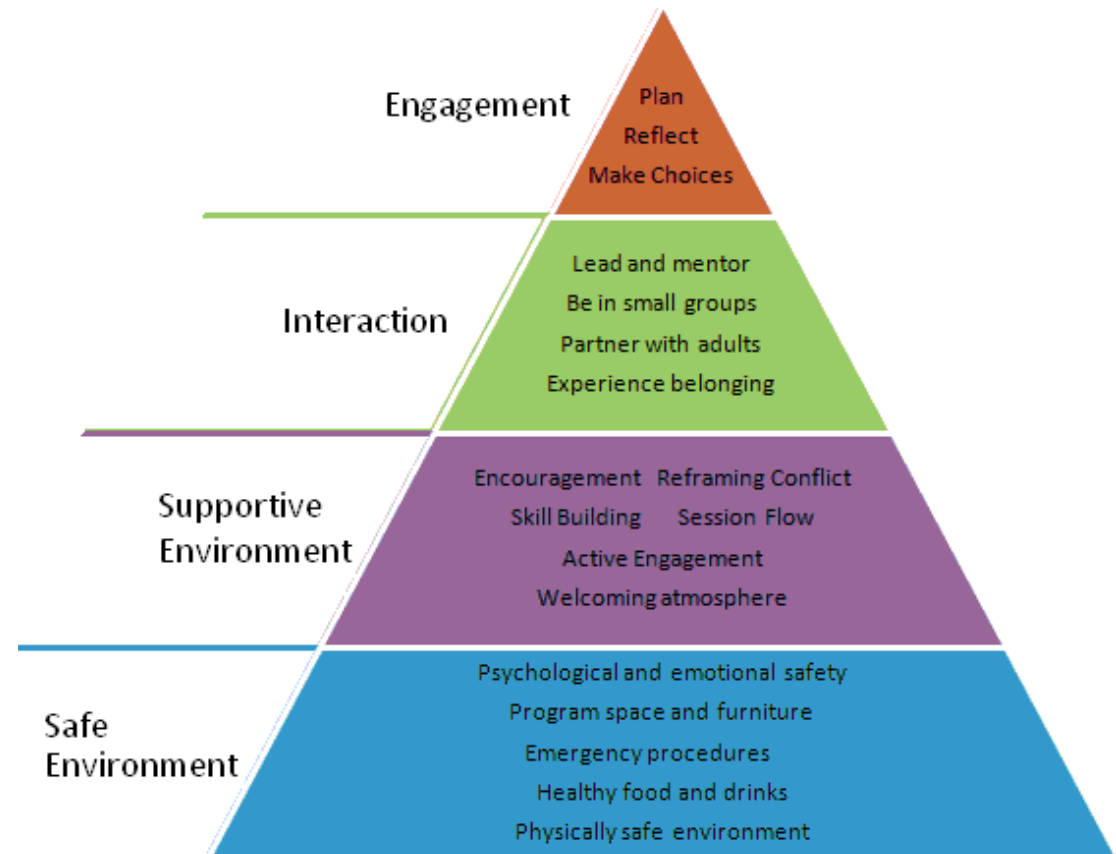 Engagement
Plan
Reflect
Make Choices
Interaction
Lead and mentor
Be in small groups
Partner with adults
Experience belonging
Supportive
Environment
Encouragement Reframing Conflict
Skill Building Session Flow
Active Engagement
Welcoming atmosphere
Safe
Environment
Psychological and emotional safety
Program space and furniture
Emergency procedures
Healthy food and drinks
Physically safe environment